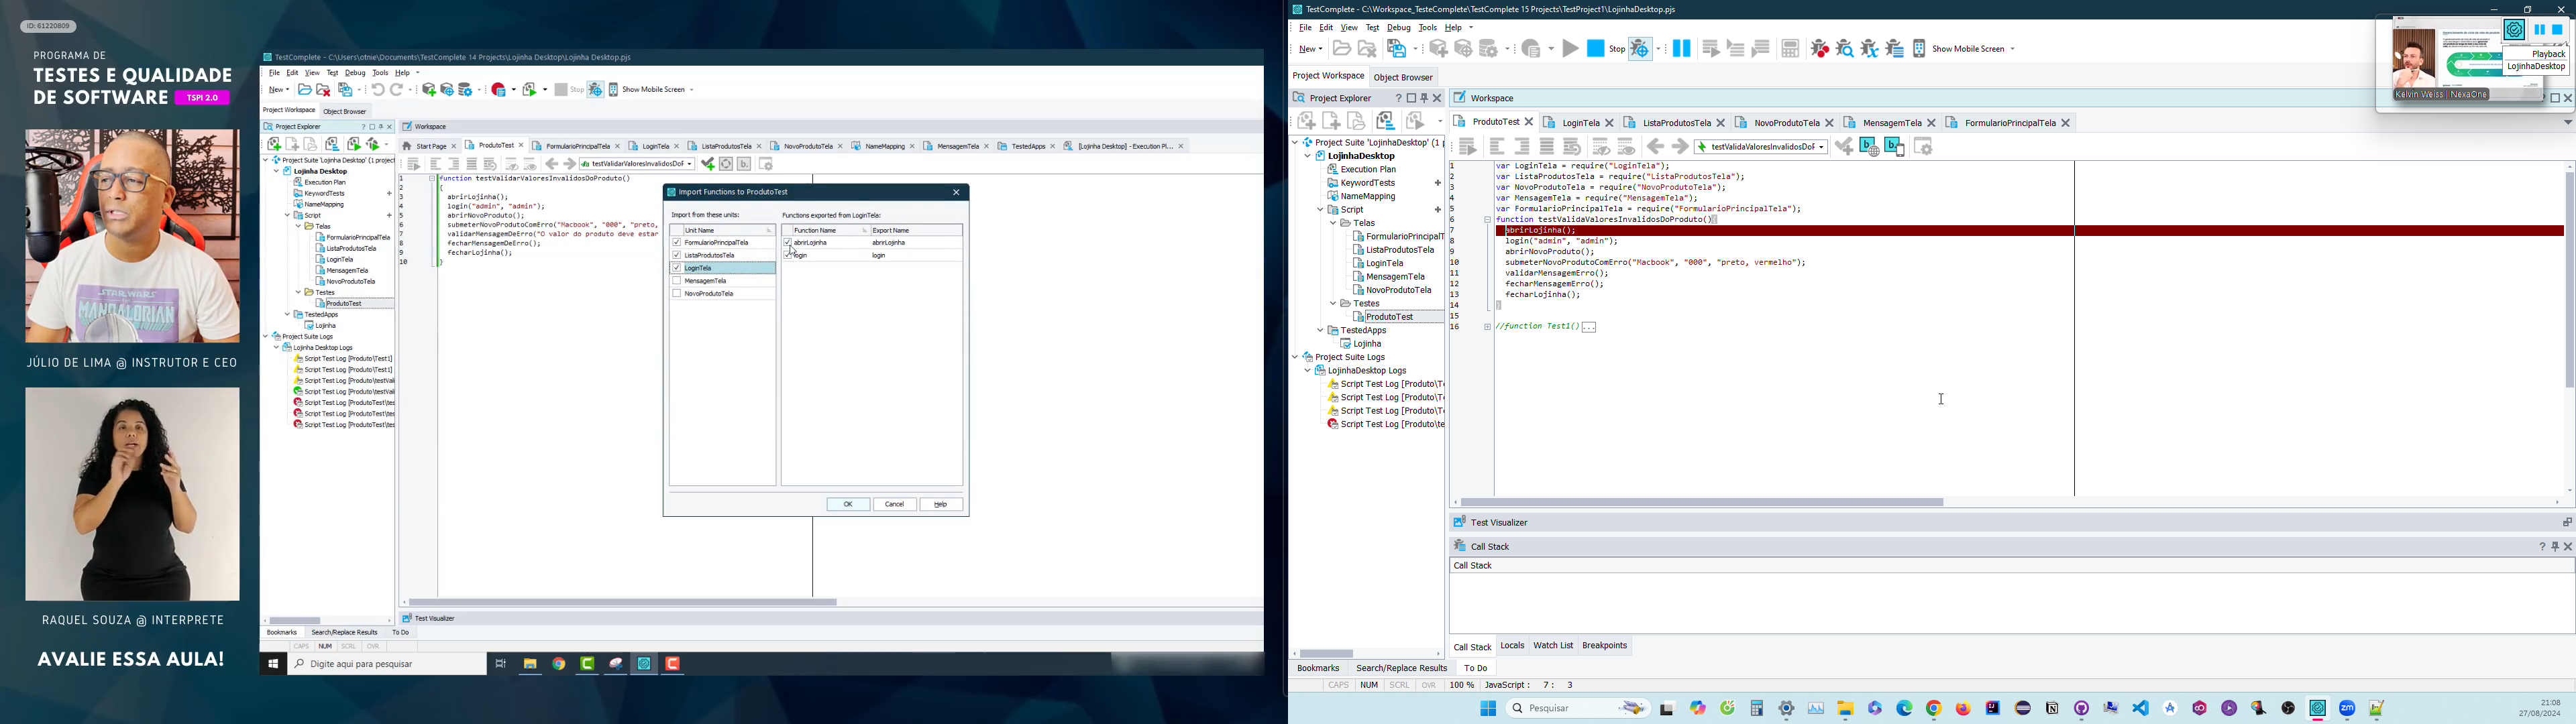 ID: 61220809
PROGRAMA DE
TESTES E QUALIDADE
DE SOFTWARE TSPI 2.0
JÚLIO DE LIMA @ INSTRUTOR E CEO
RAQUEL SOUZA @ INTERPRETE
AVALIE ESSA AULA!
STAR.WARS
MANDALORIAN
TestComplete - C:\Users\otnie\Documents\TestComplete 14 Projects\Lojinha Desktop\Lojinha Desktop.pjs
File Edit View Test Debug Tools Help
New Stop Show Mobile Screen
Project Workspace Object Browser
Project Explorer
Project Suite 'Lojinha Desktop' (1 project
Lojinha Desktop
Execution Plan
KeywordTests
NameMapping
Script
Telas
FormularioPrincipalTela
ListaProdutosTela
LoginTela
MensagemTela
NovoProdutoTela
Testes
ProdutoTest
TestedApps
Lojinha
Project Suite Logs
Lojinha Desktop Logs
Script Test Log [Produto\Test1]
Script Test Log [Produto\Test1]
Script Test Log [Produto\testVali
Script Test Log [Produto\testVali
Script Test Log [ProdutoTest\tes
Script Test Log [ProdutoTest\tes
Script Test Log [ProdutoTest\tes
Workspace
Start Page ProdutoTest FormularioPrincipalTela LoginTela ListaProdutosTela NovoProdutoTela NameMapping MensagemTela TestedApps [Lojinha Desktop] - Execution Pl...
testValidarValoresInvalidosDoF
1 function testValidarValoresInvalidosDoProduto()
2 {
3 abrirLojinha();
4 login("admin", "admin");
5 abrirNovoProduto();
6 submeterNovoProdutoComErro("Macbook", "000", "preto,
7 validarMensagemDeErro("O valor do produto deve estar
8 fecharMensagemDeErro();
9 fecharLojinha();
10 }
Import Functions to ProdutoTest
Import from these units:
Unit Name
FormularioPrincipalTela
ListaProdutosTela
LoginTela
MensagemTela
NovoProdutoTela
Functions exported from LoginTela:
Function Name Export Name
abrirLojinha abrirLojinha
login login
OK Cancel Help
Test Visualizer
Bookmarks Search/Replace Results To Do
CAPS NUM SCRL OVR
Digite aqui para pesquisar
TestComplete - C:\Workspace_TesteComplete\TestComplete 15 Projects\TestProject1\LojinhaDesktop.pjs
File Edit View Test Debug Tools Help
New Stop Show Mobile Screen
Playback
LojinhaDesktop
Kelvin Weiss | NexaOne
Project Workspace Object Browser
Project Explorer
Project Suite 'LojinhaDesktop' (1
LojinhaDesktop
Execution Plan
KeywordTests
NameMapping
Script
Telas
FormularioPrincipalT
ListaProdutosTela
LoginTela
MensagemTela
NovoProdutoTela
Testes
ProdutoTest
TestedApps
Lojinha
Project Suite Logs
LojinhaDesktop Logs
Script Test Log [Produto\Te
Script Test Log [Produto\Te
Script Test Log [Produto\Te
Script Test Log [Produto\te
Workspace
ProdutoTest LoginTela ListaProdutosTela NovoProdutoTela MensagemTela FormularioPrincipalTela
testValidaValoresInvalidosDoP
1 var LoginTela = require("LoginTela");
2 var ListaProdutosTela = require("ListaProdutosTela");
3 var NovoProdutoTela = require("NovoProdutoTela");
4 var MensagemTela = require("MensagemTela");
5 var FormularioPrincipalTela = require("FormularioPrincipalTela");
6 function testValidaValoresInvalidosDoProduto(){
7 abrirLojinha();
8 login("admin", "admin");
9 abrirNovoProduto();
10 submeterNovoProdutoComErro("Macbook", "000", "preto, vermelho");
11 validarMensagemErro();
12 fecharMensagemErro();
13 fecharLojinha();
14 }
15
16 //function Test1() ...
Test Visualizer
Call Stack
Call Stack
Call Stack Locals Watch List Breakpoints
Bookmarks Search/Replace Results To Do
CAPS NUM SCRL OVR 100 % JavaScript : 7 : 3
Pesquisar
21:08
27/08/2024